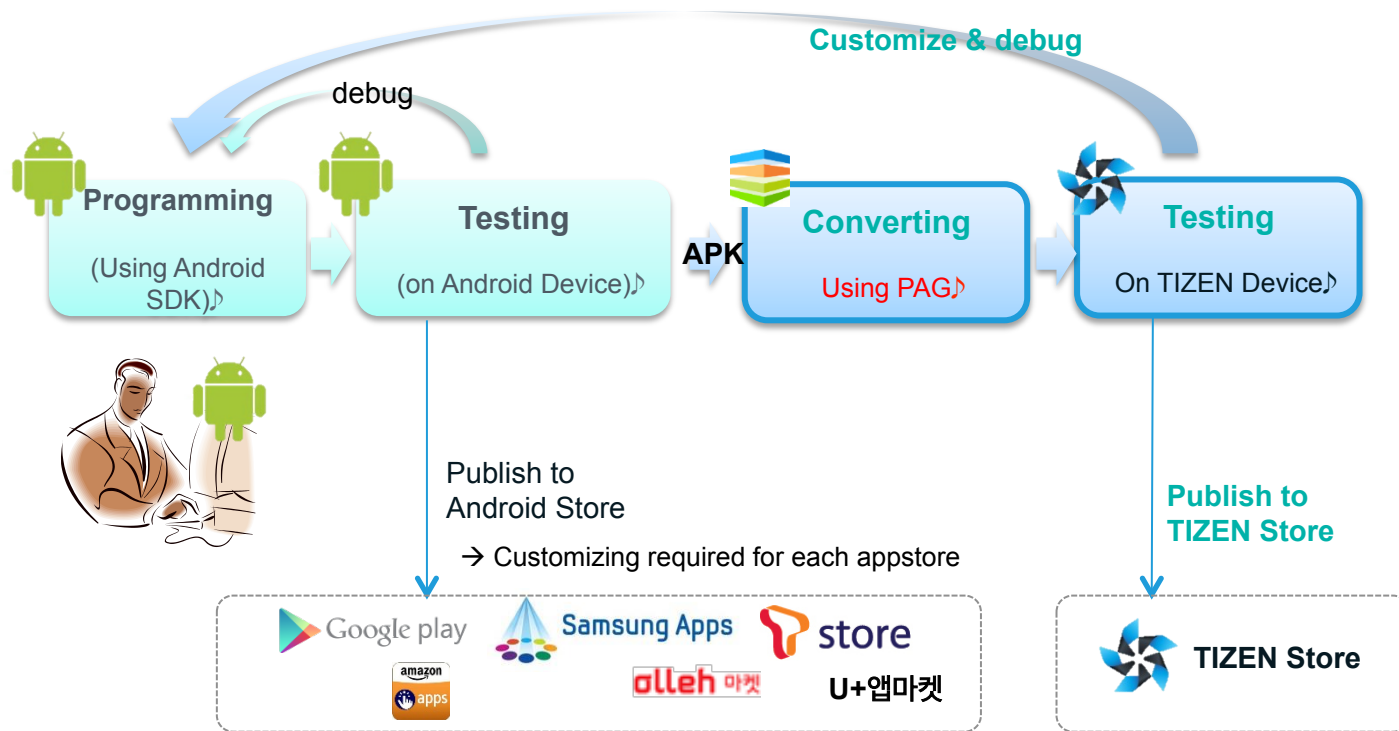 Customize & debug
debug
Programming
(Using Android
SDK)♪
Testing
(on Android Device)♪
APK
Converting
Using PAG♪
Testing
On TIZEN Device♪
Publish to
Android Store
→ Customizing required for each appstore
Publish to
TIZEN Store
Google play
Samsung Apps
T store
amazon
apps
olleh 마켓
U+앱마켓
TIZEN Store